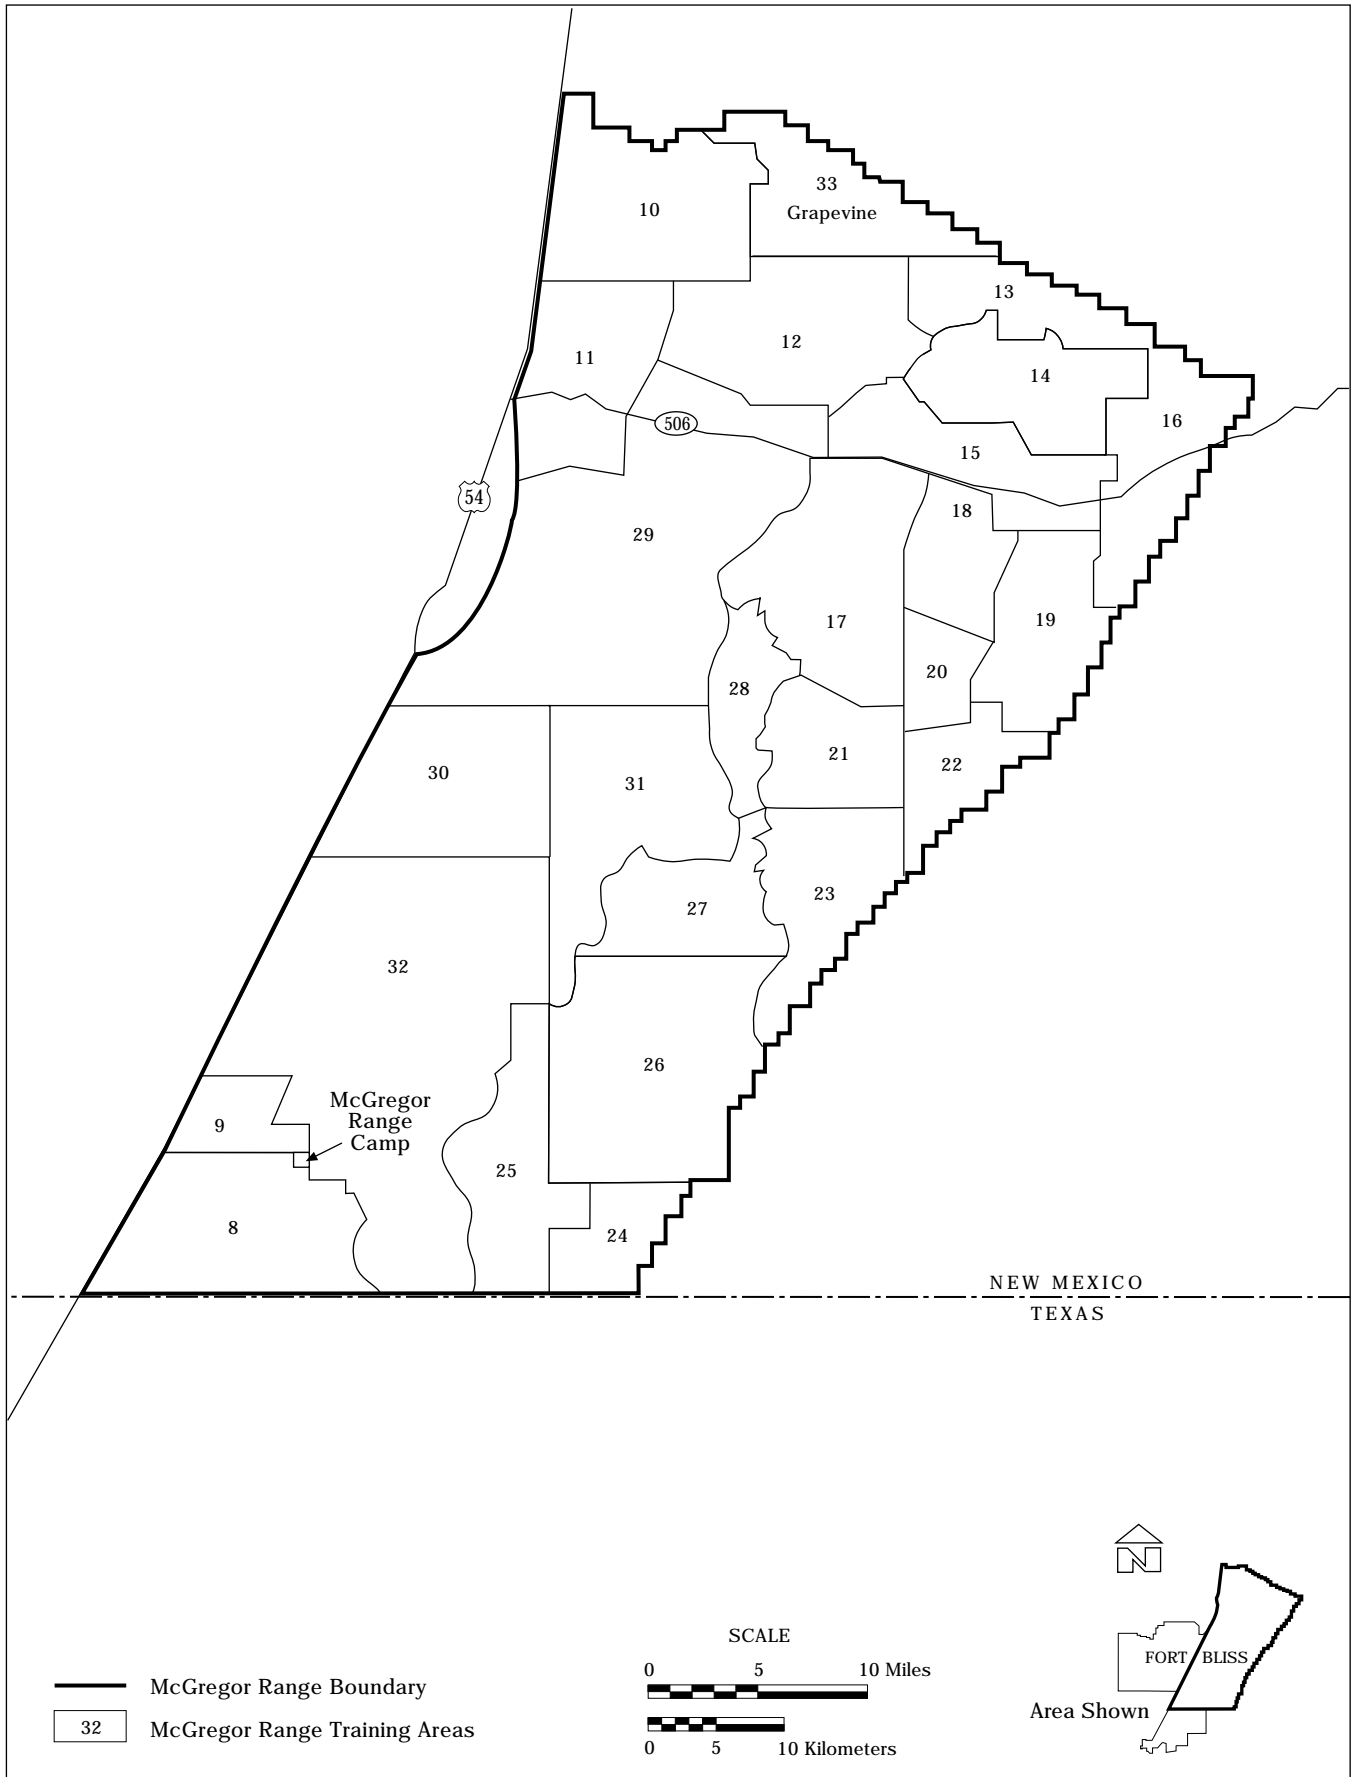 33
Grapevine
10
13
12
11
14
16
506
15
54
18
29
19
17
20
28
21
22
30
31
23
27
32
26
McGregor
Range
Camp
9
25
8
24
NEW MEXICO
TEXAS
N
SCALE
0 5 10 Miles
0 5 10 Kilometers
McGregor Range Boundary
32 McGregor Range Training Areas
FORT BLISS
Area Shown